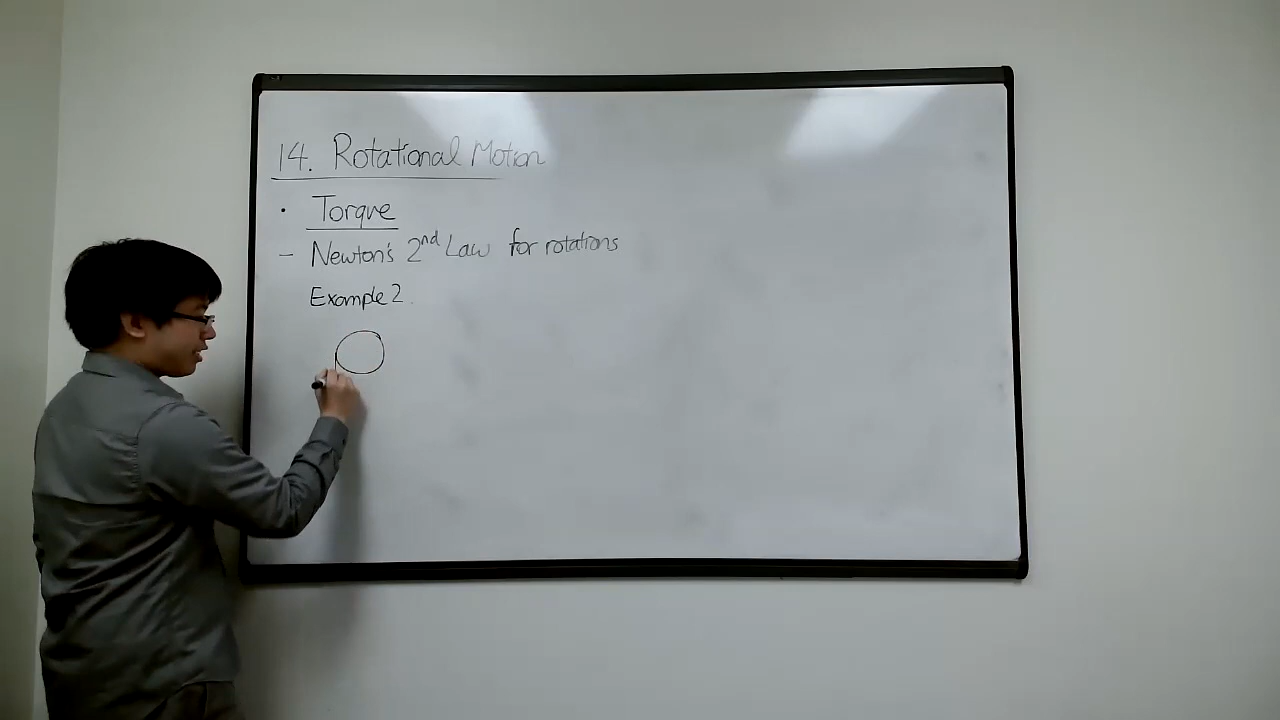 14. Rotational Motion
• Torque
– Newton's 2nd Law for rotations
Example 2.